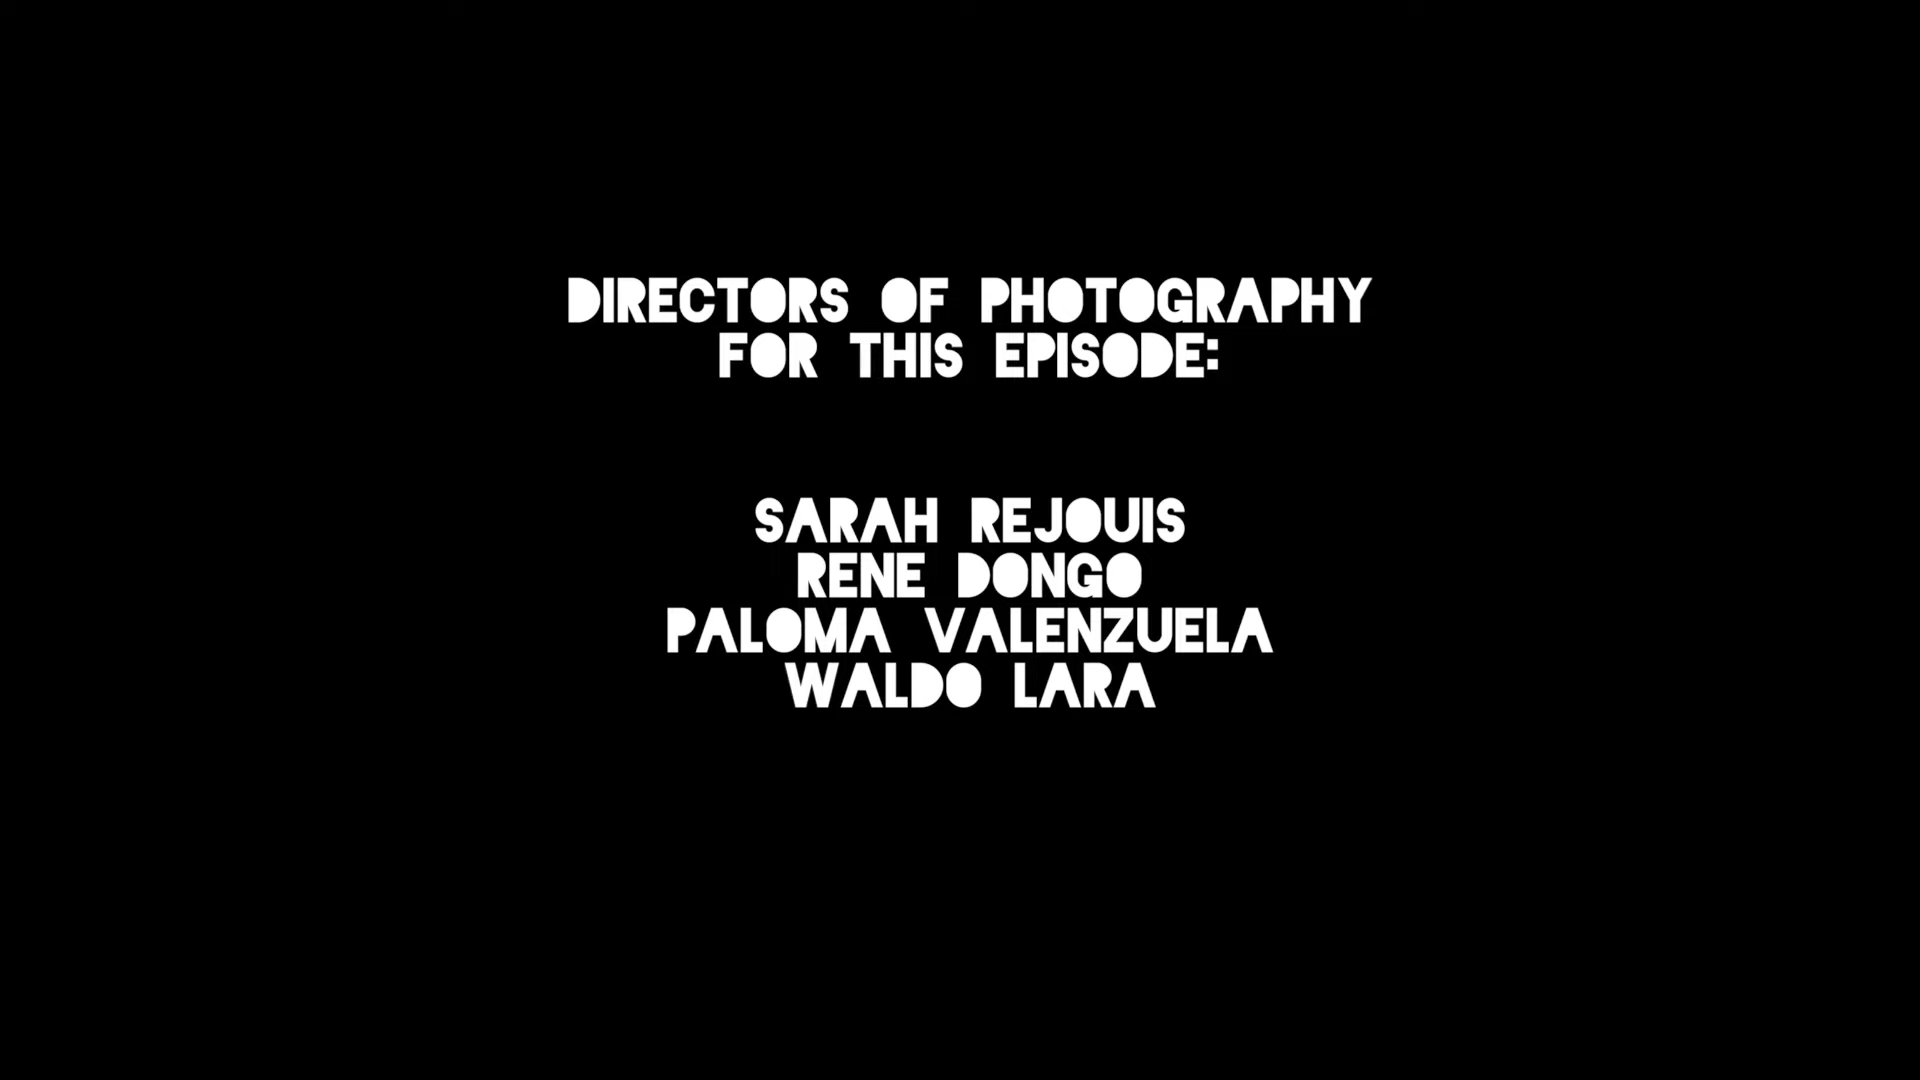 DIRECTORS OF PHOTOGRAPHY
FOR THIS EPISODE:
SARAH REJOUIS
RENE DONGO
PALOMA VALENZUELA
WALDO LARA